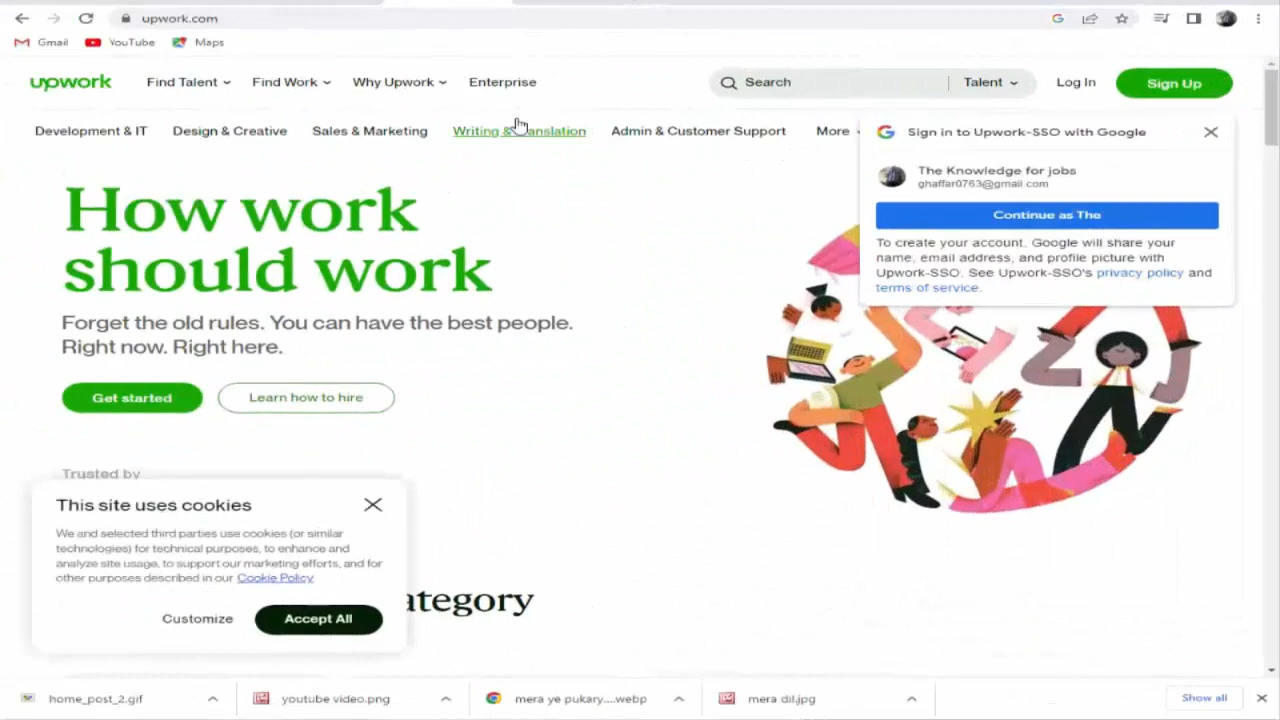 upwork.com
Gmail YouTube Maps
upwork Find Talent Find Work Why Upwork Enterprise Search Talent Log In Sign Up
Development & IT Design & Creative Sales & Marketing Writing & Translation Admin & Customer Support More
Sign in to Upwork-SSO with Google
The Knowledge for jobs
ghaffar0763@gmail.com
Continue as The
To create your account, Google will share your
name, email address, and profile picture with
Upwork-SSO. See Upwork-SSO's privacy policy and
terms of service.
How work
should work
Forget the old rules. You can have the best people.
Right now. Right here.
Get started Learn how to hire
Trusted by
This site uses cookies
We and selected third parties use cookies (or similar
technologies) for technical purposes, to enhance and
analyze site usage, to support our marketing efforts, and for
other purposes described in our Cookie Policy
Customize Accept All
ategory
home_post_2.gif youtube video.png mera ye pukary....webp mera dil.jpg Show all